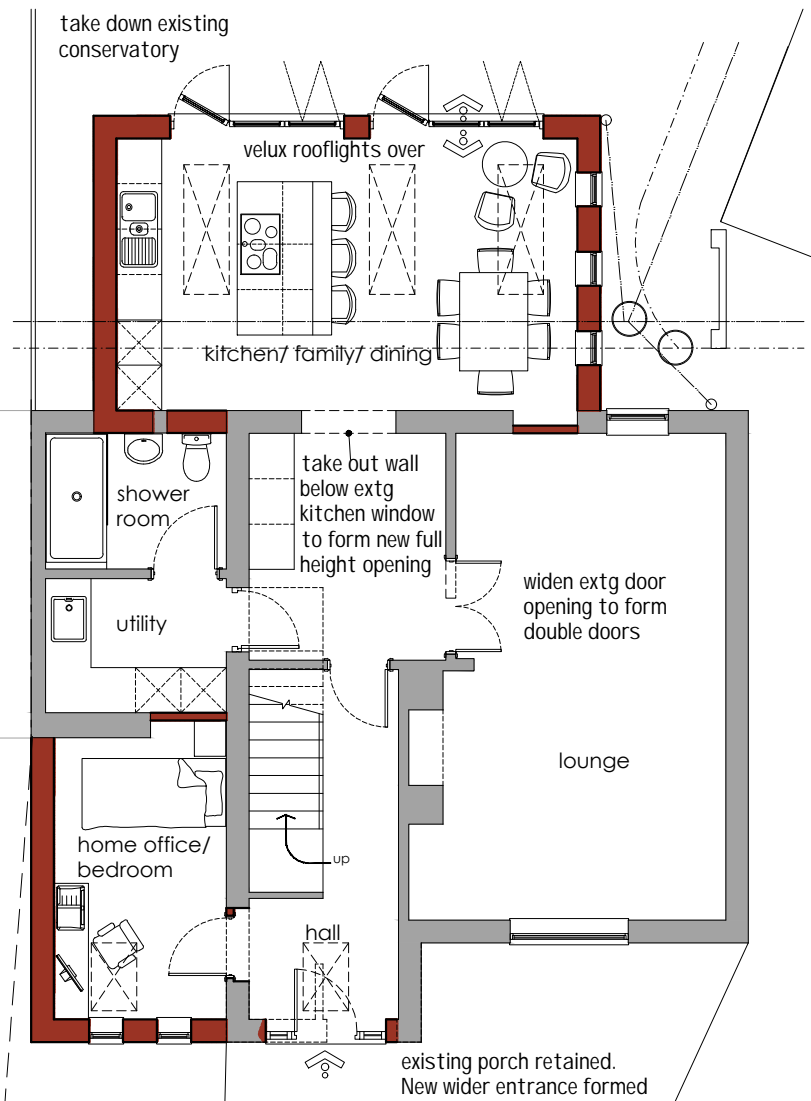 take down existing
conservatory
velux rooflights over
kitchen/ family/ dining
take out wall
below extg
kitchen window
to form new full
height opening
shower
room
widen extg door
opening to form
double doors
utility
lounge
home office/
bedroom
up
hall
existing porch retained.
New wider entrance formed